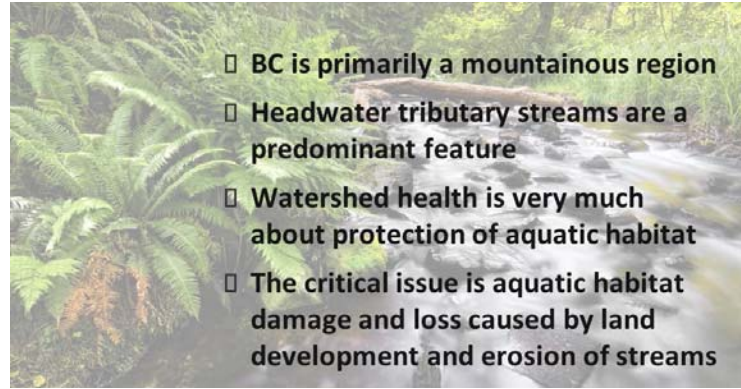 ▯ BC is primarily a mountainous region
▯ Headwater tributary streams are a
predominant feature
▯ Watershed health is very much
about protection of aquatic habitat
▯ The critical issue is aquatic habitat
damage and loss caused by land
development and erosion of streams